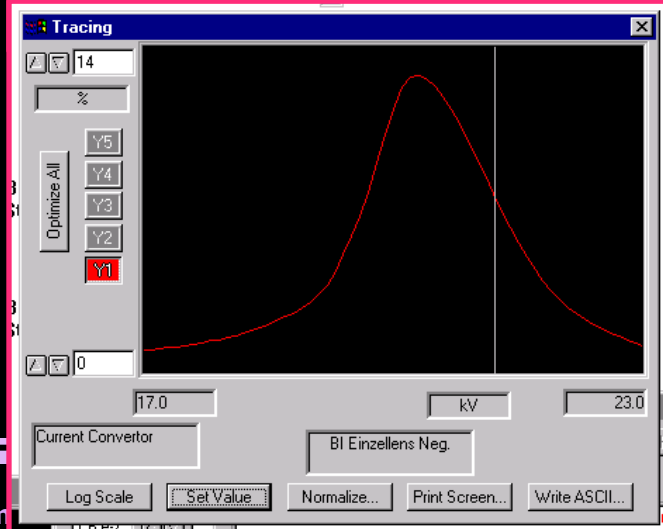 Tracing
14
%
Optimize All
Y5
Y4
Y3
Y2
Y1
0
17.0
kV
23.0
Current Convertor
BI Einzellens Neg.
Log Scale
Set Value
Normalize...
Print Screen...
Write ASCII...